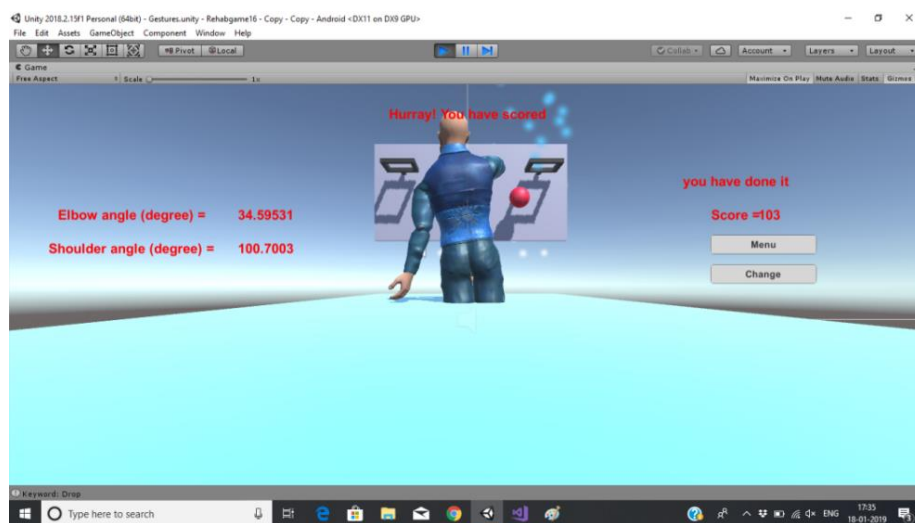 Unity 2018.2.15f1 Personal (64bit) - Gestures.unity - Rehabgame16 - Copy - Copy - Android <DX11 on DX9 GPU>
File Edit Assets GameObject Component Window Help
Pivot Local Collab Account Layers Layout
Game
Free Aspect Scale 1x Maximize On Play Mute Audio Stats Gizmos
Hurray! You have scored
you have done it
Elbow angle (degree) = 34.59531
Score =103
Shoulder angle (degree) = 100.7003
Menu
Change
Keyword: Drop
Type here to search
ENG
17:35
18-01-2019